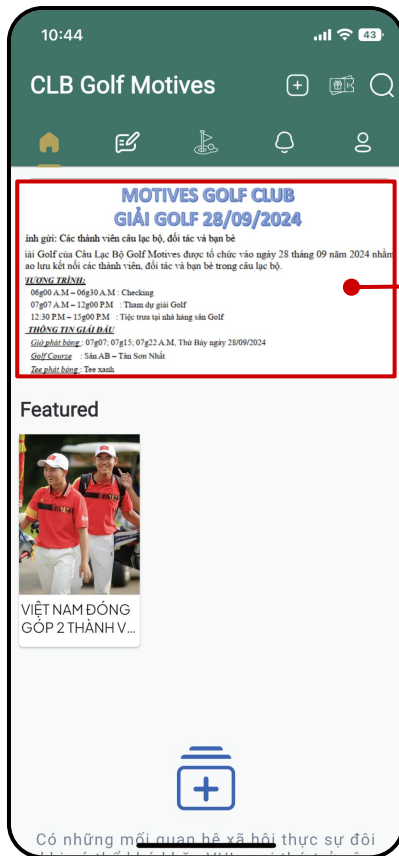 10:44
43
CLB Golf Motives
MOTIVES GOLF CLUB
GIẢI GOLF 28/09/2024
ính gửi: Các thành viên câu lạc bộ, đối tác và bạn bè
iải Golf của Câu Lạc Bộ Golf Motives được tổ chức vào ngày 28 tháng 09 năm 2024 nhằm
ao lưu kết nối các thành viên, đối tác và bạn bè trong câu lạc bộ.
HƯƠNG TRÌNH:
06g00 A.M – 06g30 A.M : Checking
07g07 A.M – 12g00 P.M : Tham dự giải Golf
12:30 P.M – 15g00 P.M : Tiệc trưa tại nhà hàng sân Golf
THÔNG TIN GIẢI ĐẤU
Giờ phát bóng : 07g07; 07g15; 07g22 A.M, Thứ Bảy ngày 28/09/2024
Golf Course : Sân AB – Tân Sơn Nhất
Tee phát bóng : Tee xanh
Featured
VIỆT NAM ĐÓNG
GÓP 2 THÀNH V...
Có những mối quan hệ xã hội thực sự đôi